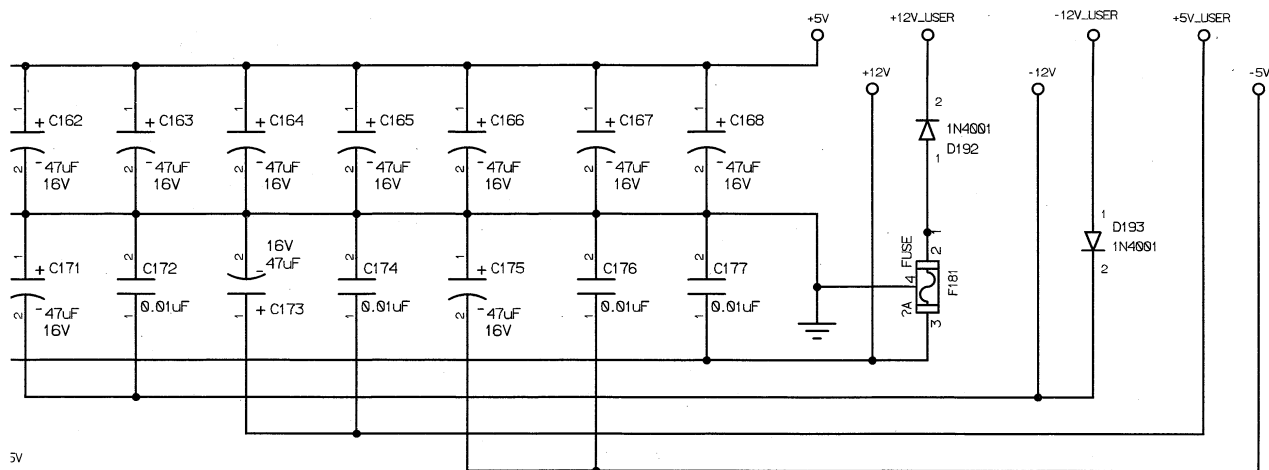 +5V
+12V_USER
-12V_USER
+5V_USER
+12V
-12V
-5V
1 + C162
2 - 47uF
16V
1 + C163
2 - 47uF
16V
1 + C164
2 - 47uF
16V
1 + C165
2 - 47uF
16V
1 + C166
2 - 47uF
16V
1 + C167
2 - 47uF
16V
1 + C168
2 - 47uF
16V
2
1N4001
D192
1
1
D193
1N4001
2
1 + C171
2 - 47uF
16V
2 C172
0.01uF
1
16V
2 - 47uF
1 + C173
2 C174
0.01uF
1
1 + C175
2 - 47uF
16V
2 C176
0.01uF
1
2 C177
0.01uF
1
FUSE
1
2
4
F181
?A
3
5V